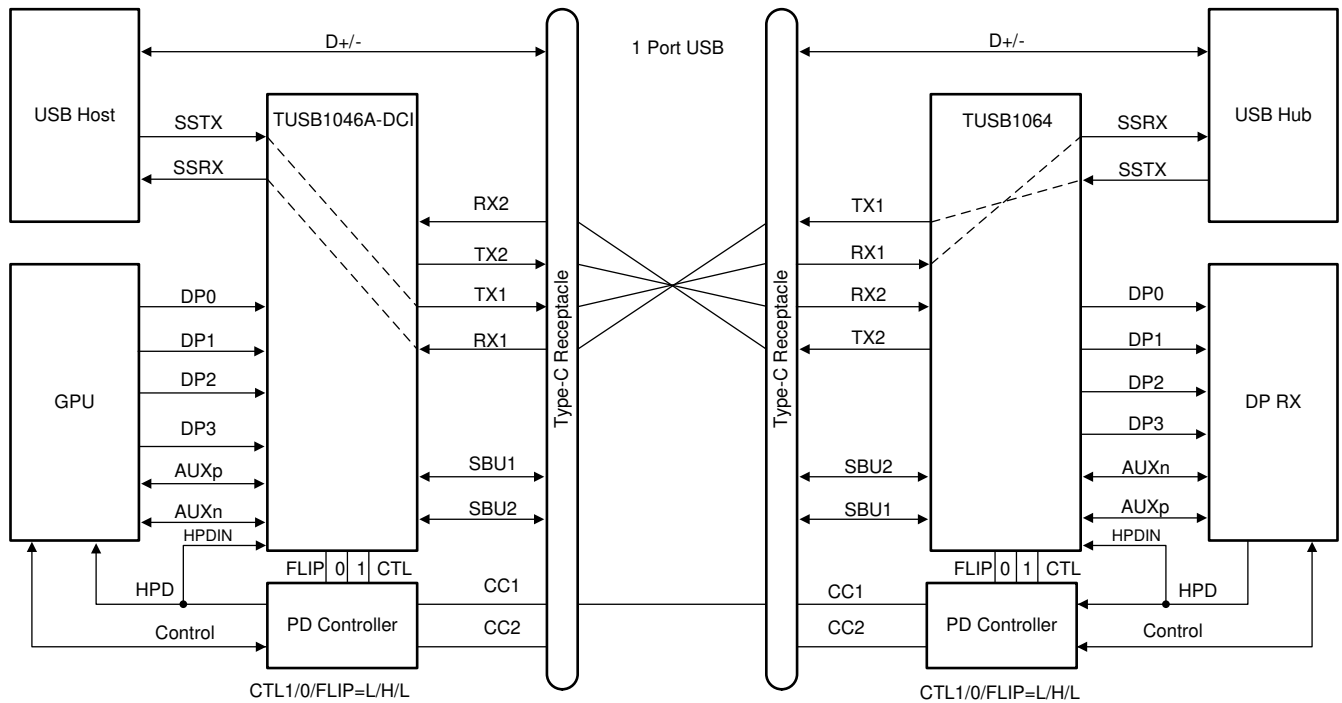 D+/-
1 Port USB
D+/-
USB Host
TUSB1046A-DCI
TUSB1064
USB Hub
SSTX
SSRX
SSRX
SSTX
RX2
TX2
TX1
RX1
TX1
RX1
RX2
TX2
Type-C Receptacle
Type-C Receptacle
GPU
DP0
DP1
DP2
DP3
AUXp
AUXn
HPDIN
SBU1
SBU2
SBU2
SBU1
DP0
DP1
DP2
DP3
AUXn
AUXp
HPDIN
DP RX
FLIP 0 1 CTL
FLIP 0 1 CTL
HPD
CC1
CC1
HPD
Control
PD Controller
CC2
CC2
PD Controller
Control
CTL1/0/FLIP=L/H/L
CTL1/0/FLIP=L/H/L